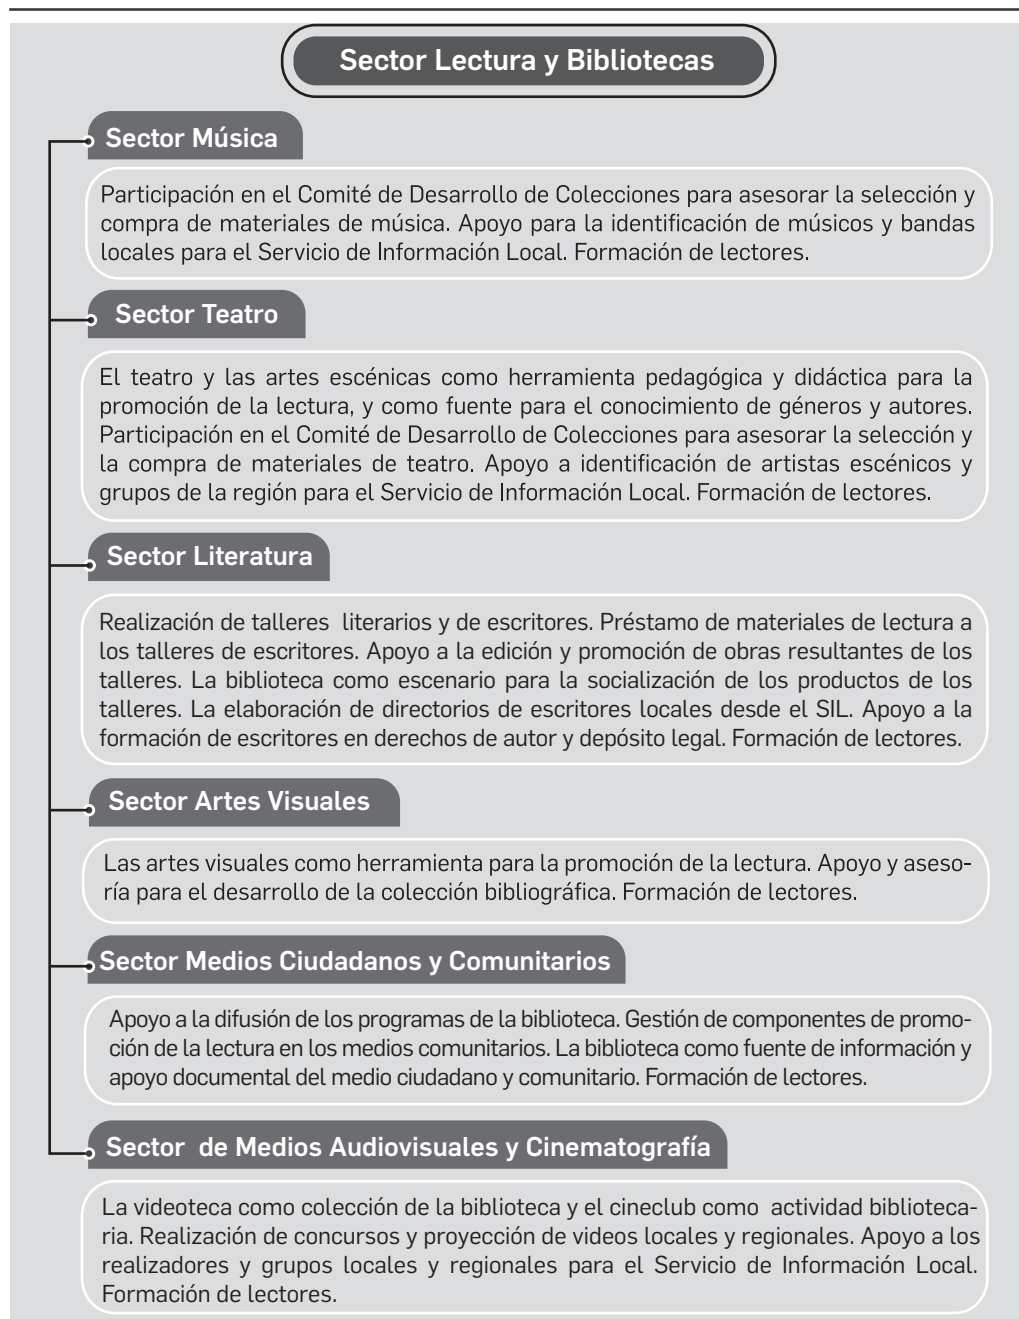 Sector Lectura y Bibliotecas
Sector Música
Participación en el Comité de Desarrollo de Colecciones para asesorar la selección y
compra de materiales de música. Apoyo para la identificación de músicos y bandas
locales para el Servicio de Información Local. Formación de lectores.
Sector Teatro
El teatro y las artes escénicas como herramienta pedagógica y didáctica para la
promoción de la lectura, y como fuente para el conocimiento de géneros y autores.
Participación en el Comité de Desarrollo de Colecciones para asesorar la selección y
la compra de materiales de teatro. Apoyo a identificación de artistas escénicos y
grupos de la región para el Servicio de Información Local. Formación de lectores.
Sector Literatura
Realización de talleres literarios y de escritores. Préstamo de materiales de lectura a
los talleres de escritores. Apoyo a la edición y promoción de obras resultantes de los
talleres. La biblioteca como escenario para la socialización de los productos de los
talleres. La elaboración de directorios de escritores locales desde el SIL. Apoyo a la
formación de escritores en derechos de autor y depósito legal. Formación de lectores.
Sector Artes Visuales
Las artes visuales como herramienta para la promoción de la lectura. Apoyo y aseso-
ría para el desarrollo de la colección bibliográfica. Formación de lectores.
Sector Medios Ciudadanos y Comunitarios
Apoyo a la difusión de los programas de la biblioteca. Gestión de componentes de promo-
ción de la lectura en los medios comunitarios. La biblioteca como fuente de información y
apoyo documental del medio ciudadano y comunitario. Formación de lectores.
Sector de Medios Audiovisuales y Cinematografía
La videoteca como colección de la biblioteca y el cineclub como actividad biblioteca-
ria. Realización de concursos y proyección de videos locales y regionales. Apoyo a los
realizadores y grupos locales y regionales para el Servicio de Información Local.
Formación de lectores.